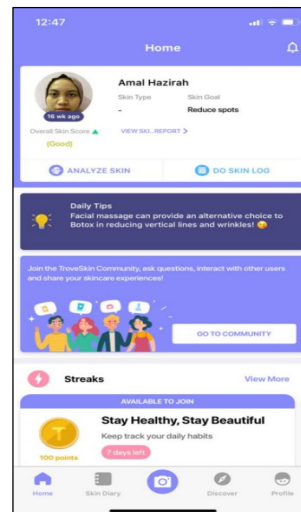 12:47
Home
Amal Hazirah
Skin Type
Skin Goal
-
Reduce spots
16 wk ago
Overall Skin Score
VIEW SKI...REPORT >
(Good)
ANALYZE SKIN
DO SKIN LOG
Daily Tips
Facial massage can provide an alternative choice to
Botox in reducing vertical lines and wrinkles!
Join the TroveSkin Community, ask questions, interact with other users
and share your skincare experiences!
GO TO COMMUNITY
Streaks
View More
AVAILABLE TO JOIN
Stay Healthy, Stay Beautiful
Keep track your daily habits
T
100 points
7 days left
Home
Skin Diary
Discover
Profile